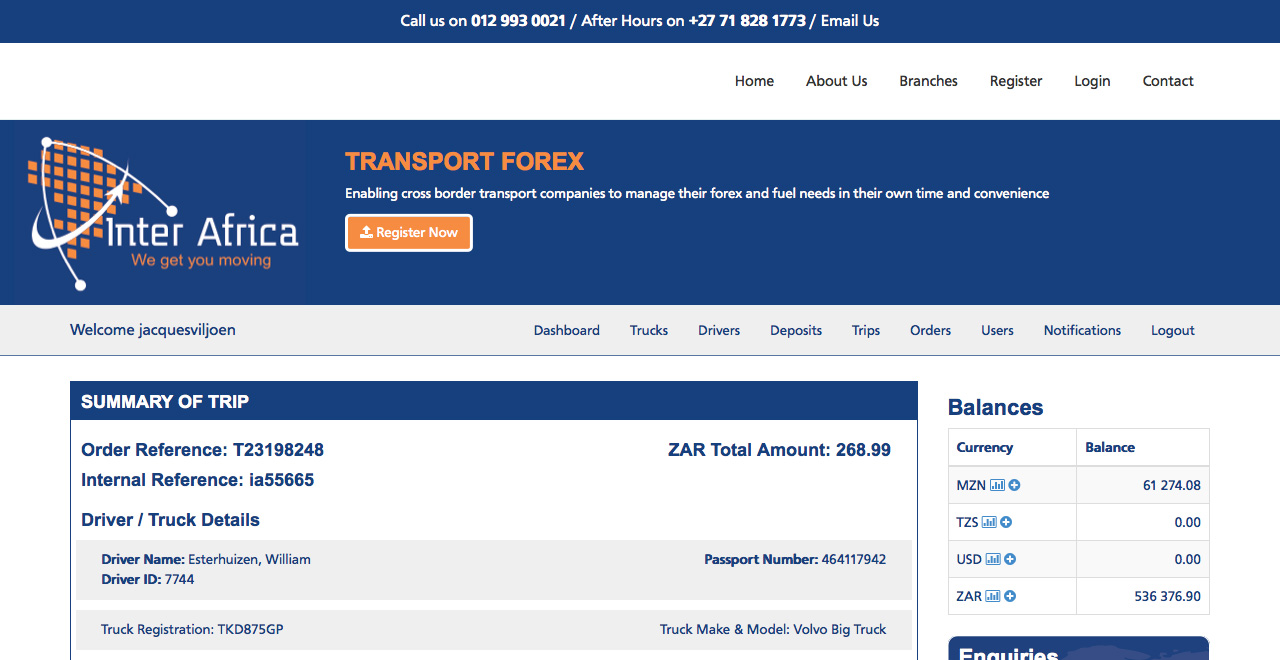 Call us on 012 993 0021 / After Hours on +27 71 828 1773 / Email Us
Home About Us Branches Register Login Contact
Inter Africa
We get you moving
TRANSPORT FOREX
Enabling cross border transport companies to manage their forex and fuel needs in their own time and convenience
Register Now
Welcome jacquesviljoen
Dashboard Trucks Drivers Deposits Trips Orders Users Notifications Logout
SUMMARY OF TRIP
Order Reference: T23198248 ZAR Total Amount: 268.99
Internal Reference: ia55665
Driver / Truck Details
Driver Name: Esterhuizen, William Passport Number: 464117942
Driver ID: 7744
Truck Registration: TKD875GP Truck Make & Model: Volvo Big Truck
Balances
Currency Balance
MZN 61 274.08
TZS 0.00
USD 0.00
ZAR 536 376.90
Enquiries